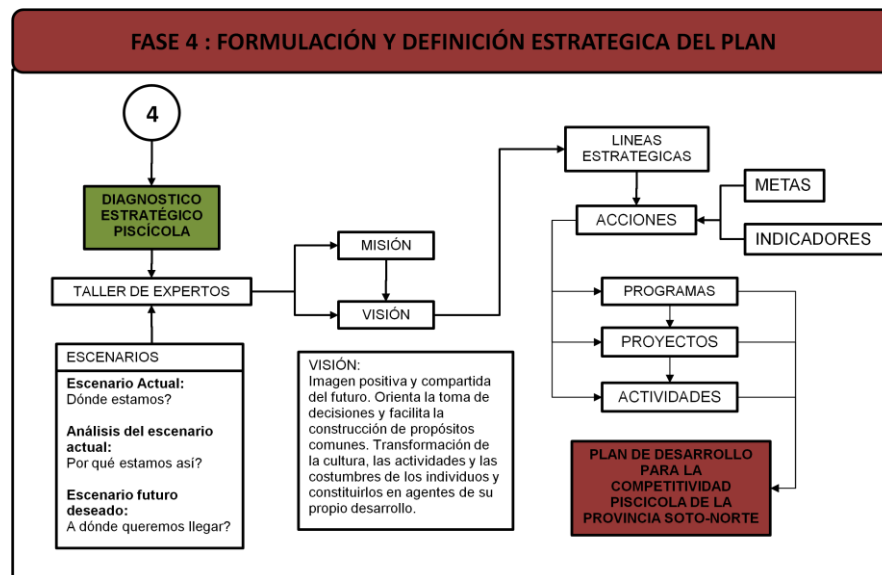 FASE 4 : FORMULACIÓN Y DEFINICIÓN ESTRATEGICA DEL PLAN
4
DIAGNOSTICO
ESTRATÉGICO
PISCÍCOLA
TALLER DE EXPERTOS
ESCENARIOS
Escenario Actual:
Dónde estamos?
Análisis del escenario
actual:
Por qué estamos así?
Escenario futuro
deseado:
A dónde queremos llegar?
MISIÓN
VISIÓN
VISIÓN:
Imagen positiva y compartida
del futuro. Orienta la toma de
decisiones y facilita la
construcción de propósitos
comunes. Transformación de
la cultura, las actividades y las
costumbres de los individuos y
constituirlos en agentes de su
propio desarrollo.
LINEAS
ESTRATEGICAS
ACCIONES
METAS
INDICADORES
PROGRAMAS
PROYECTOS
ACTIVIDADES
PLAN DE DESARROLLO
PARA LA
COMPETITIVIDAD
PISCICOLA DE LA
PROVINCIA SOTO-NORTE